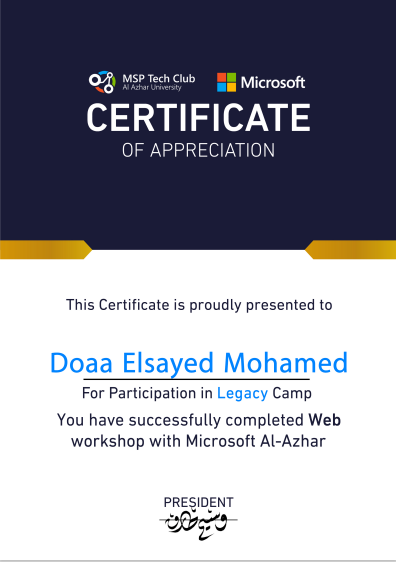 MSP Tech Club
Al Azhar University
Microsoft
CERTIFICATE
OF APPRECIATION
This Certificate is proudly presented to
Doaa Elsayed Mohamed
For Participation in Legacy Camp
You have successfully completed Web
workshop with Microsoft Al-Azhar
PRESIDENT